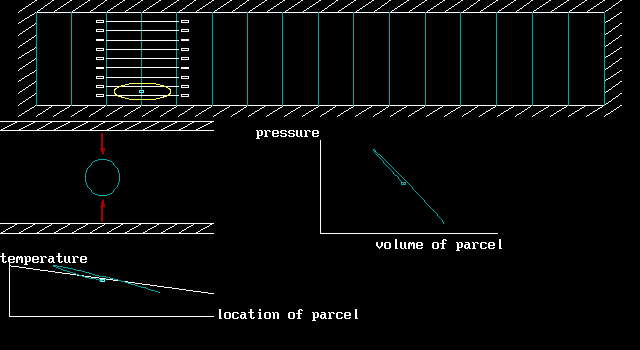 pressure
volume of parcel
temperature
location of parcel